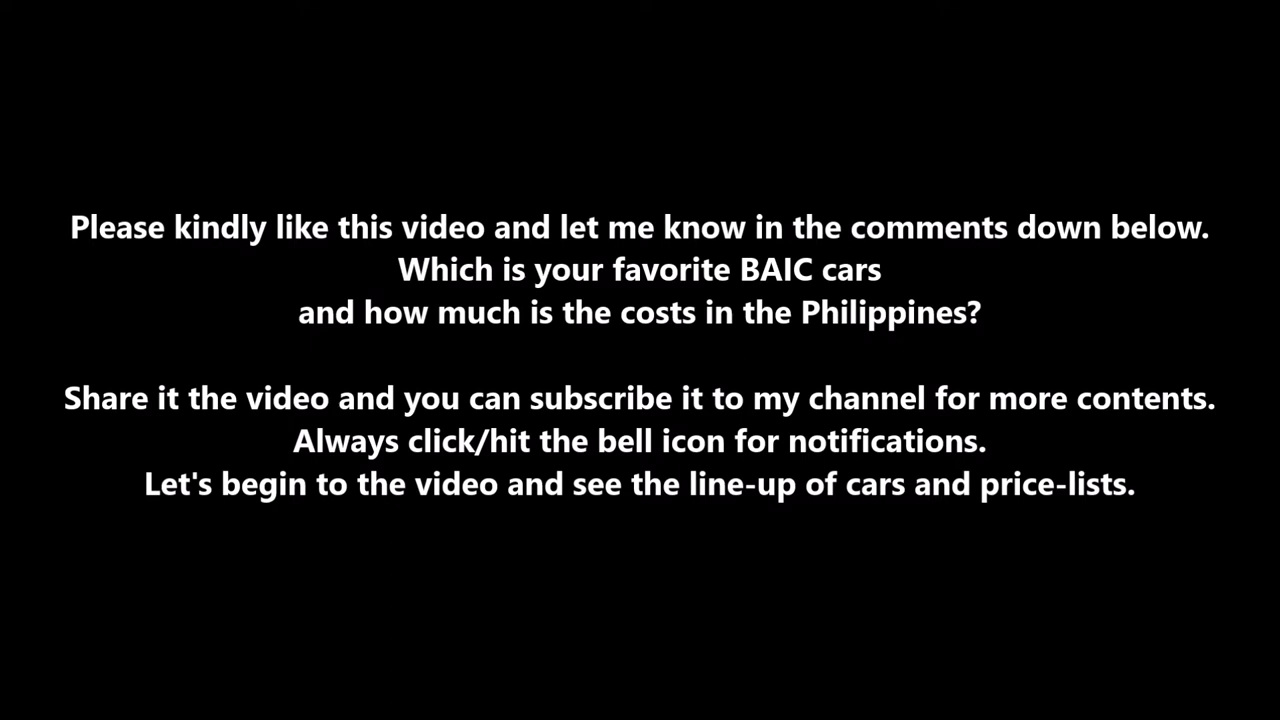 Please kindly like this video and let me know in the comments down below.
Which is your favorite BAIC cars
and how much is the costs in the Philippines?
Share it the video and you can subscribe it to my channel for more contents.
Always click/hit the bell icon for notifications.
Let's begin to the video and see the line-up of cars and price-lists.